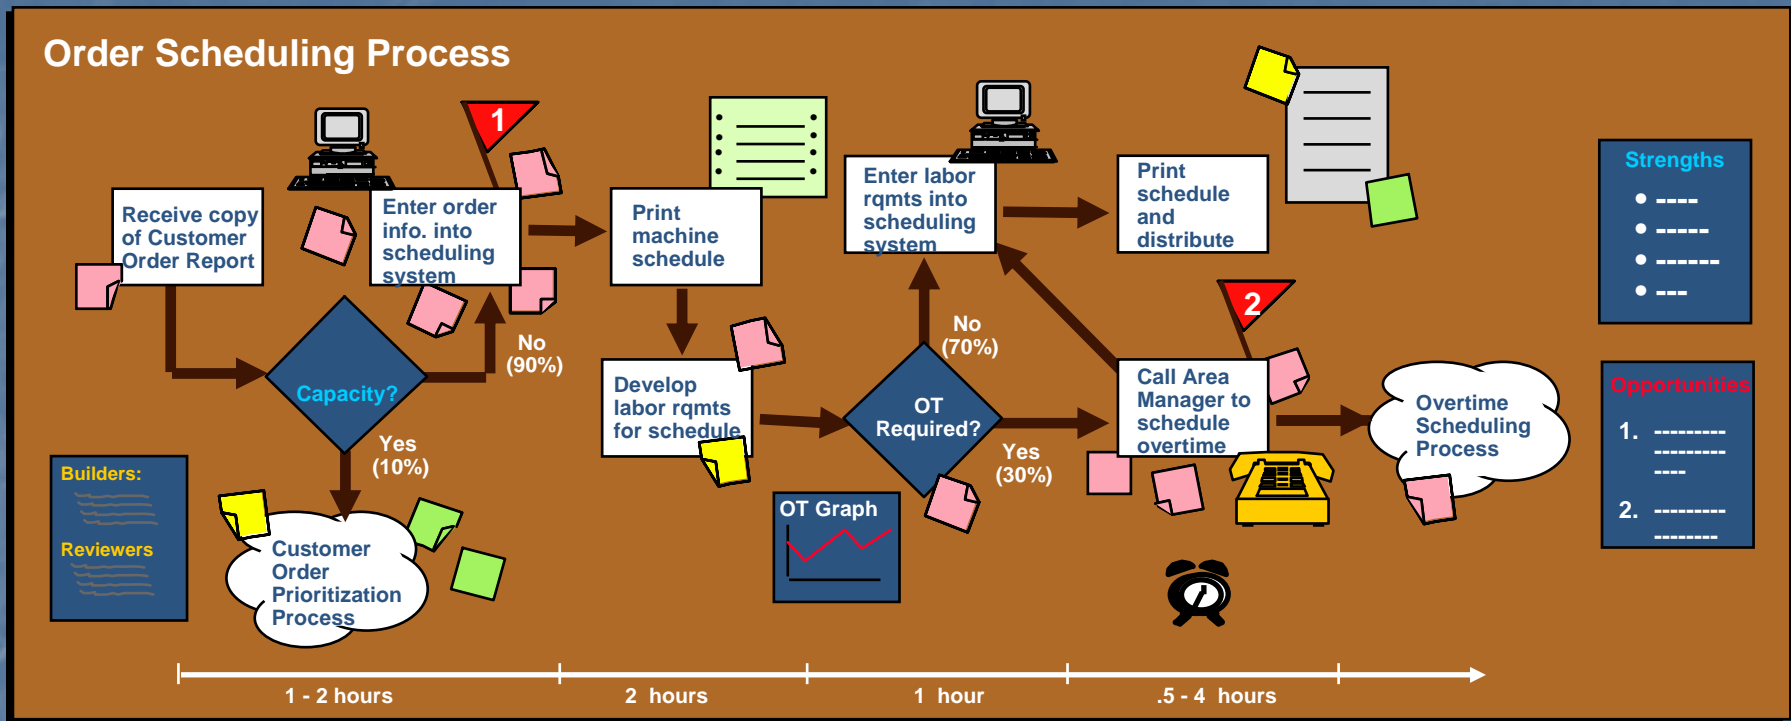 Order Scheduling Process
1
Receive copy
of Customer
Order Report
Enter order
info. into
scheduling
system
Print
machine
schedule
Enter labor
rqmts into
scheduling
system
Print
schedule
and
distribute
Strengths
• ----
• -----
• ------
• ---
Capacity?
No
(90%)
Yes
(10%)
Develop
labor rqmts
for schedule
OT
Required?
No
(70%)
Yes
(30%)
2
Call Area
Manager to
schedule
overtime
Overtime
Scheduling
Process
Opportunities
1. ---------
---------
----
2. ---------
--------
Builders:
Reviewers
Customer
Order
Prioritization
Process
OT Graph
1 - 2 hours
2 hours
1 hour
.5 - 4 hours